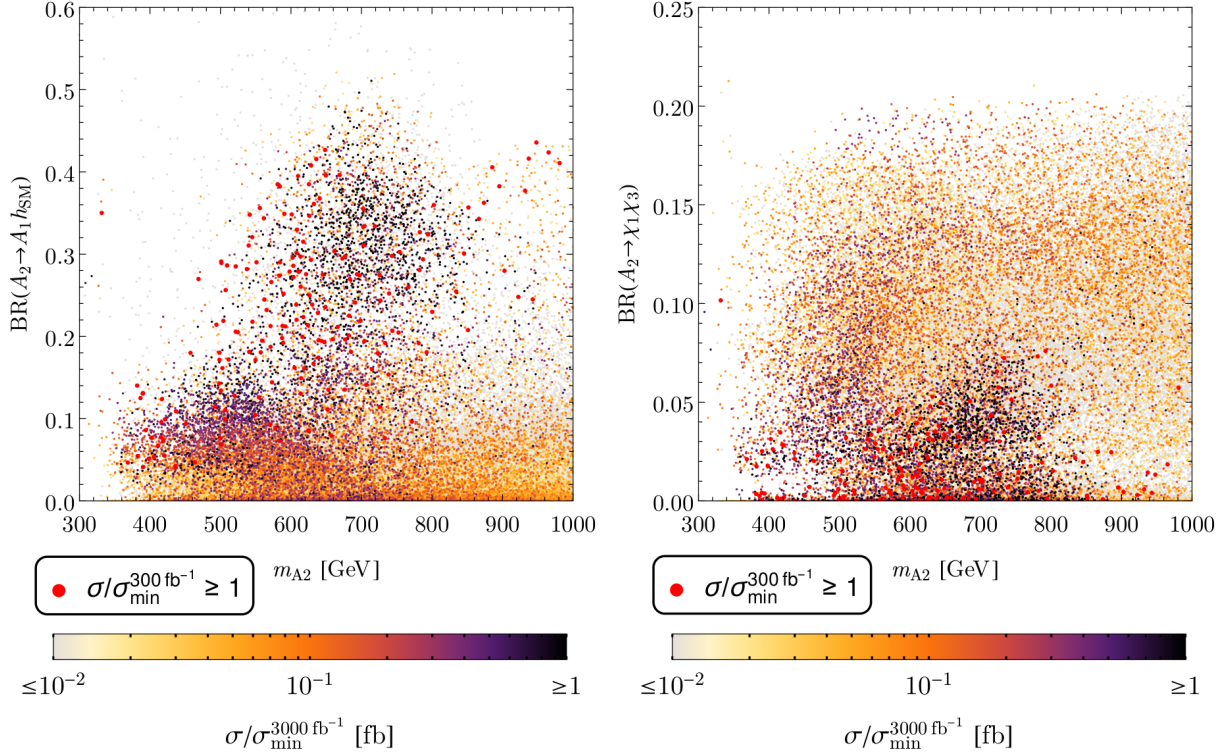 0.6
0.5
0.4
0.3
0.2
0.1
0.0
BR(A₂→A₁h_SM)
300 400 500 600 700 800 900 1000
m_A2 [GeV]
σ/σ_min^{300 fb⁻¹} ≥ 1
≤10⁻² 10⁻¹ ≥1
σ/σ_min^{3000 fb⁻¹} [fb]
0.25
0.20
0.15
0.10
0.05
0.00
BR(A₂→χ₁χ₃)
300 400 500 600 700 800 900 1000
m_A2 [GeV]
σ/σ_min^{300 fb⁻¹} ≥ 1
≤10⁻² 10⁻¹ ≥1
σ/σ_min^{3000 fb⁻¹} [fb]